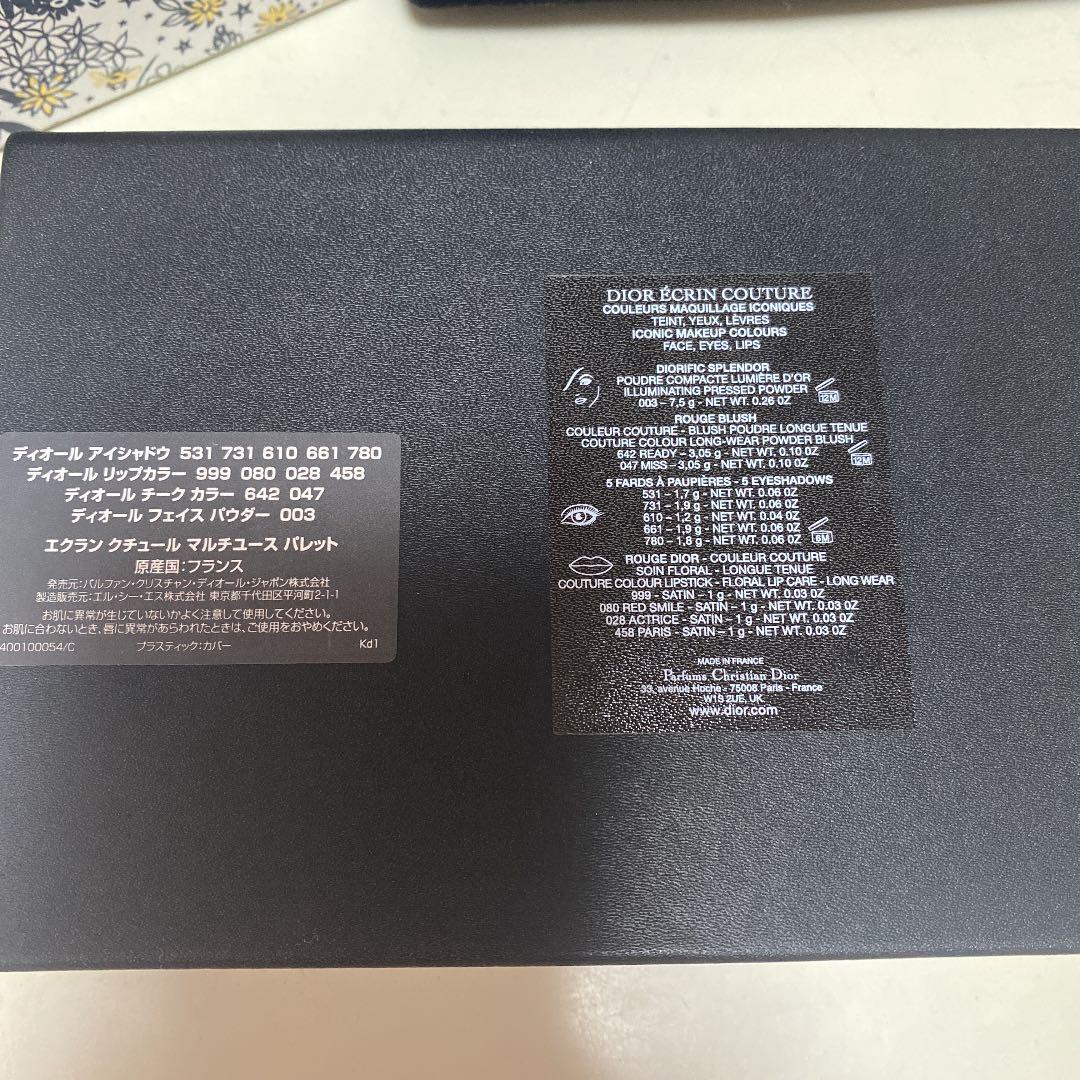 ディオール アイシャドウ 531 731 610 661 780
ディオール リップカラー 999 080 028 458
ディオール チーク カラー 642 047
ディオール フェイス パウダー 003
エクラン クチュール マルチユース パレット
原産国:フランス
発売元:パルファン・クリスチャン・ディオール・ジャポン株式会社
製造販売元:エル・シー・エス株式会社 東京都千代田区平河町2-1-1
お肌に異常が生じていないかよく注意して使用してください。
お肌に合わないとき、唇に異常があらわれたときは、ご使用をおやめください。
400100054/C プラスティック:カバー Kd1
DIOR ÉCRIN COUTURE
COULEURS MAQUILLAGE ICONIQUES
TEINT, YEUX, LÈVRES
ICONIC MAKEUP COLOURS
FACE, EYES, LIPS
DIORIFIC SPLENDOR
POUDRE COMPACTE LUMIÈRE D'OR
ILLUMINATING PRESSED POWDER
003 – 7,5 g - NET WT. 0.26 OZ
12M
ROUGE BLUSH
COULEUR COUTURE - BLUSH POUDRE LONGUE TENUE
COUTURE COLOUR LONG-WEAR POWDER BLUSH
642 READY – 3,05 g - NET WT. 0.10 OZ
047 MISS – 3,05 g - NET WT. 0.10 OZ
12M
5 FARDS À PAUPIÈRES - 5 EYESHADOWS
531 - 1,7 g - NET WT. 0.06 OZ
731 - 1,9 g - NET WT. 0.06 OZ
610 - 1,2 g - NET WT. 0.04 OZ
661 - 1,9 g - NET WT. 0.06 OZ
780 - 1,8 g - NET WT. 0.06 OZ
6M
ROUGE DIOR - COULEUR COUTURE
SOIN FLORAL - LONGUE TENUE
COUTURE COLOUR LIPSTICK - FLORAL LIP CARE - LONG WEAR
999 - SATIN – 1 g - NET WT. 0.03 OZ
080 RED SMILE - SATIN – 1 g - NET WT. 0.03 OZ
028 ACTRICE - SATIN – 1 g - NET WT. 0.03 OZ
458 PARIS - SATIN – 1 g - NET WT. 0.03 OZ
MADE IN FRANCE
Parfums Christian Dior
33, avenue Hoche - 75008 Paris - France
W1S 2UE, UK.
www.dior.com